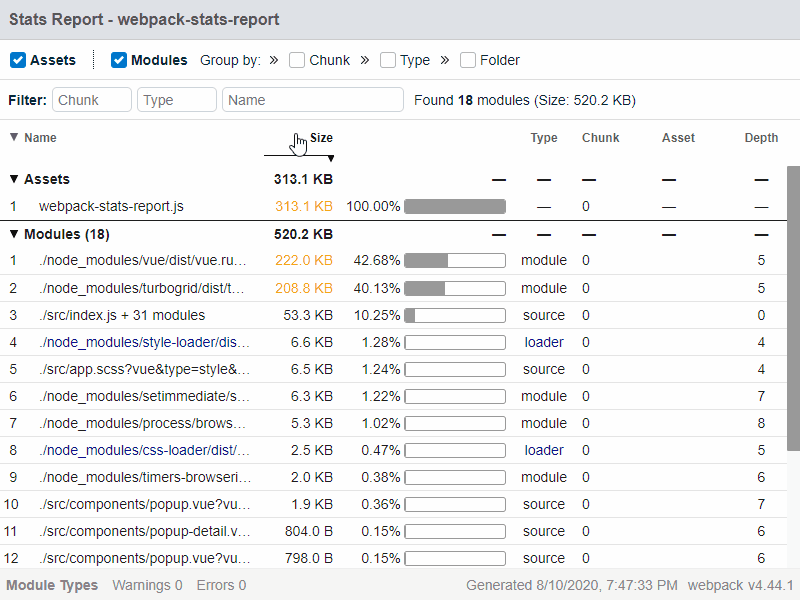 Stats Report - webpack-stats-report
Assets Modules Group by: » Chunk » Type » Folder
Filter: Chunk Type Name Found 18 modules (Size: 520.2 KB)
▼ Name Size Type Chunk Asset Depth
▼ Assets 313.1 KB — — — — —
1 webpack-stats-report.js 313.1 KB 100.00% — 0 — —
▼ Modules (18) 520.2 KB — — — — —
1 ./node_modules/vue/dist/vue.ru… 222.0 KB 42.68% module 0 5
2 ./node_modules/turbogrid/dist/t… 208.8 KB 40.13% module 0 5
3 ./src/index.js + 31 modules 53.3 KB 10.25% source 0 0
4 ./node_modules/style-loader/dis… 6.6 KB 1.28% loader 0 4
5 ./src/app.scss?vue&type=style&… 6.5 KB 1.24% source 0 4
6 ./node_modules/setimmediate/s… 6.3 KB 1.22% module 0 7
7 ./node_modules/process/brows… 5.3 KB 1.02% module 0 8
8 ./node_modules/css-loader/dist/… 2.5 KB 0.47% loader 0 5
9 ./node_modules/timers-browseri… 2.0 KB 0.38% module 0 6
10 ./src/components/popup.vue?vu… 1.9 KB 0.36% source 0 7
11 ./src/components/popup-detail.v… 804.0 B 0.15% source 0 6
12 ./src/components/popup.vue?vu… 798.0 B 0.15% source 0 6
Module Types Warnings 0 Errors 0 Generated 8/10/2020, 7:47:33 PM webpack v4.44.1